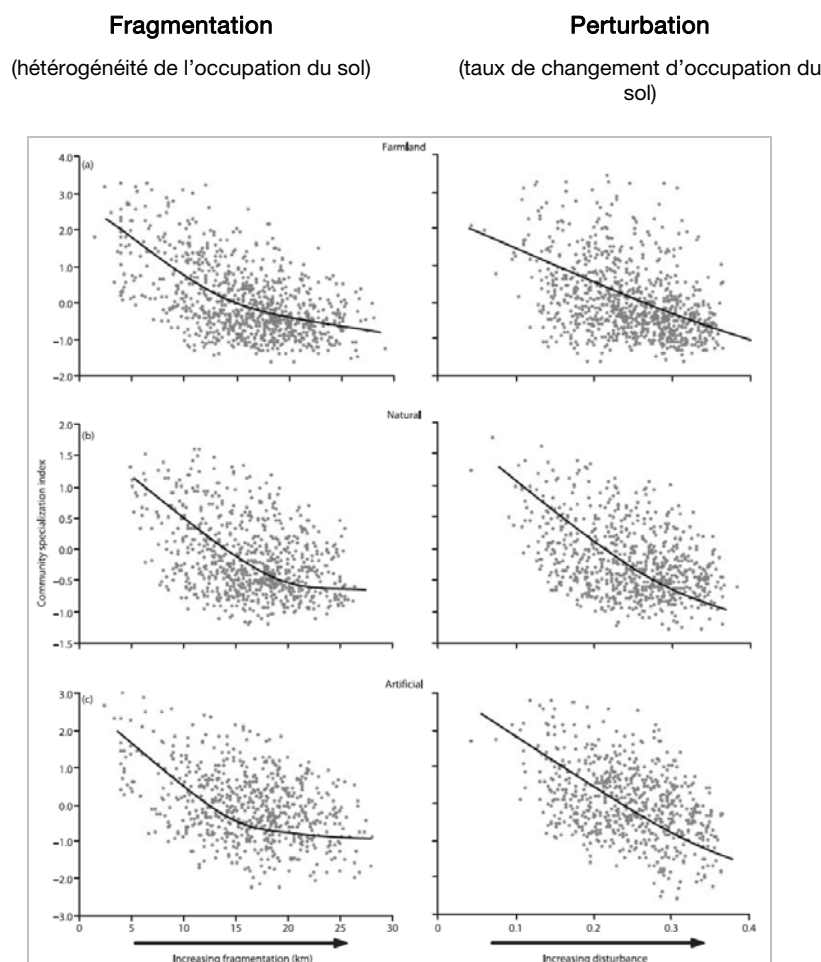 Fragmentation
(hétérogénéité de l'occupation du sol)
Perturbation
(taux de changement d'occupation du
sol)
Farmland
(a)
4.0
3.0
2.0
1.0
0.0
−1.0
−2.0
Natural
(b)
2.0
1.5
1.0
0.5
0.0
−0.5
−1.0
−1.5
Community specialization index
Artificial
(c)
3.0
2.0
1.0
0.0
−1.0
−2.0
−3.0
0 5 10 15 20 25 30
0 0.1 0.2 0.3 0.4
Increasing fragmentation (km)
Increasing disturbance